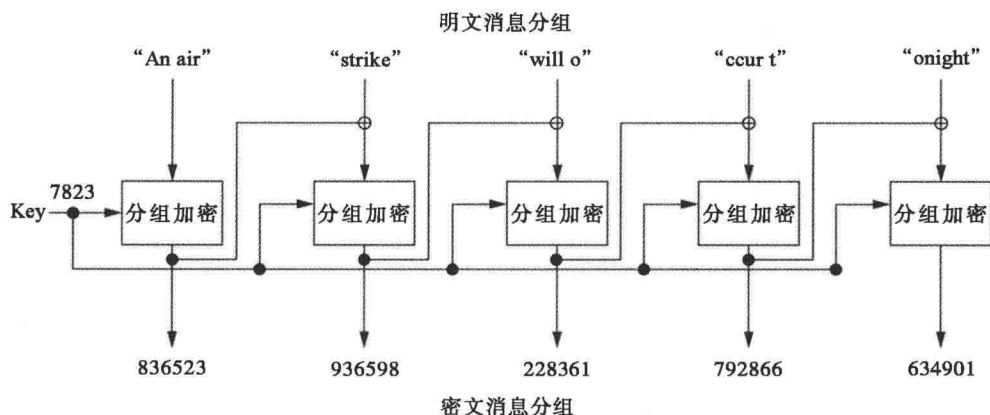 明文消息分组
“An air” “strike” “will o” “ccur t” “onight”
7823
Key 分组加密 分组加密 分组加密 分组加密 分组加密
836523 936598 228361 792866 634901
密文消息分组